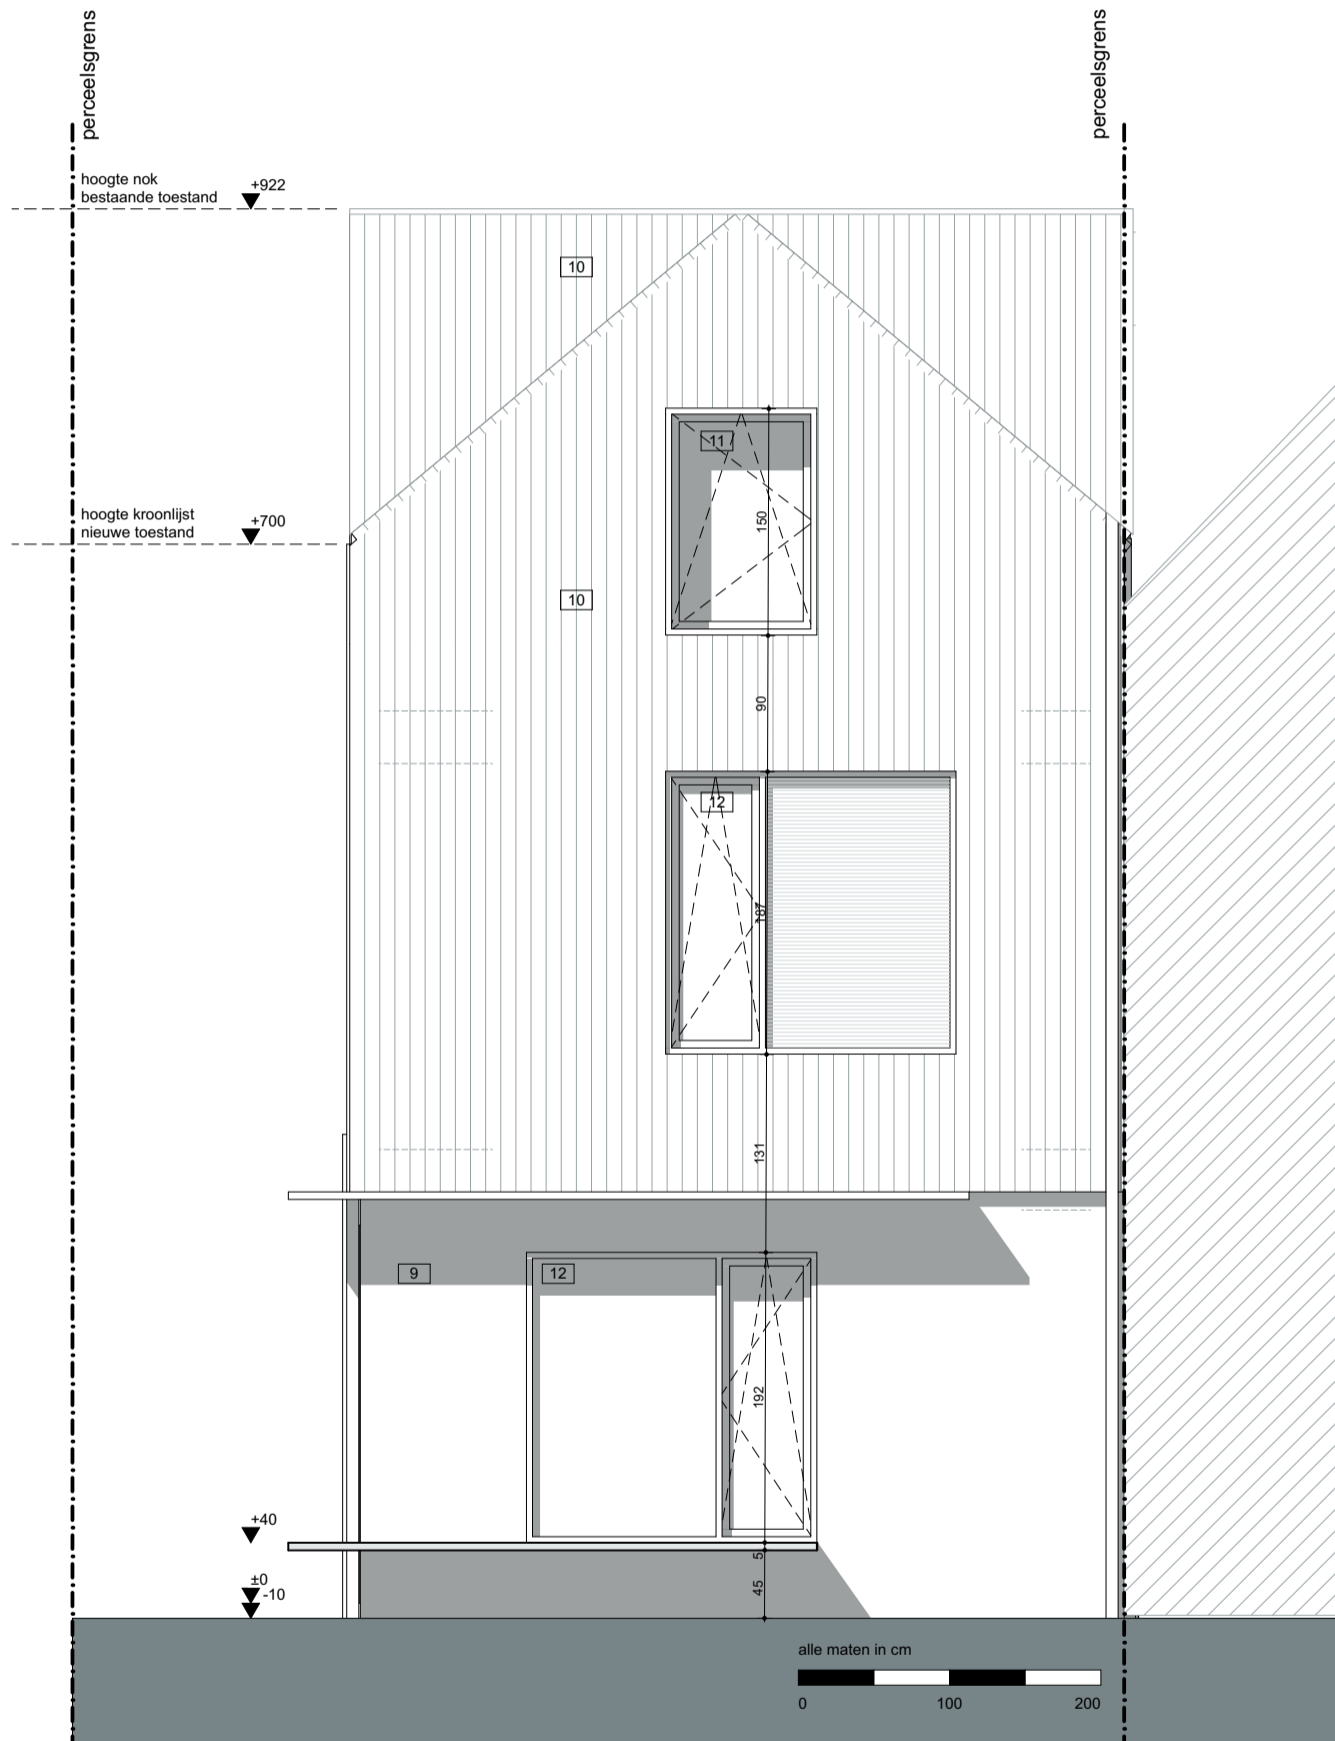 perceelsgrens
perceelsgrens
hoogte nok
bestaande toestand
+922
10
11
150
hoogte kroonlijst
nieuwe toestand
+700
10
90
12
187
131
9
12
192
+40
5
±0
-10
45
alle maten in cm
0 100 200